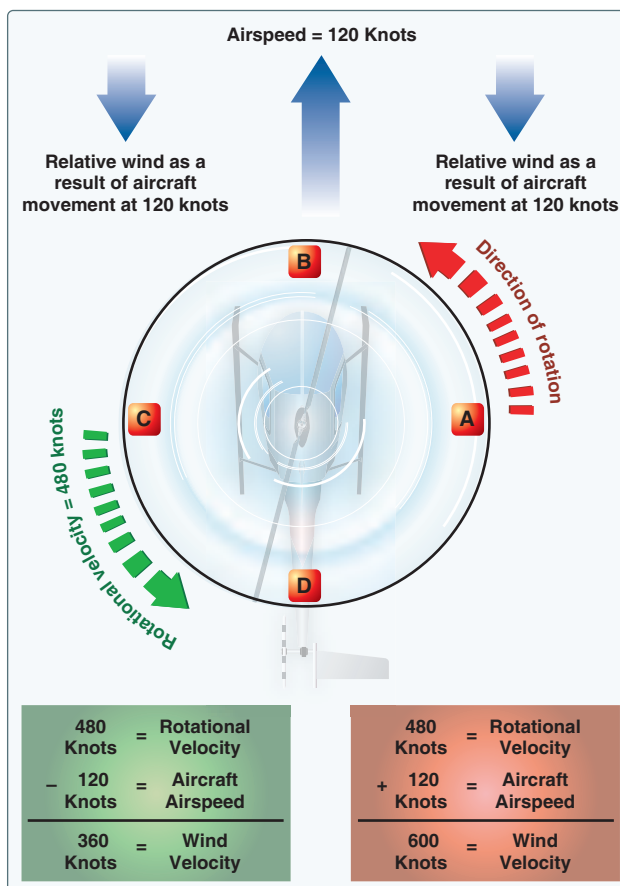 Airspeed = 120 Knots
Relative wind as a
result of aircraft
movement at 120 knots
Relative wind as a
result of aircraft
movement at 120 knots
B
Direction of rotation
C
A
Rotational velocity = 480 knots
D
480
Knots
=
Rotational
Velocity
– 120
Knots
=
Aircraft
Airspeed
360
Knots
=
Wind
Velocity
480
Knots
=
Rotational
Velocity
+ 120
Knots
=
Aircraft
Airspeed
600
Knots
=
Wind
Velocity